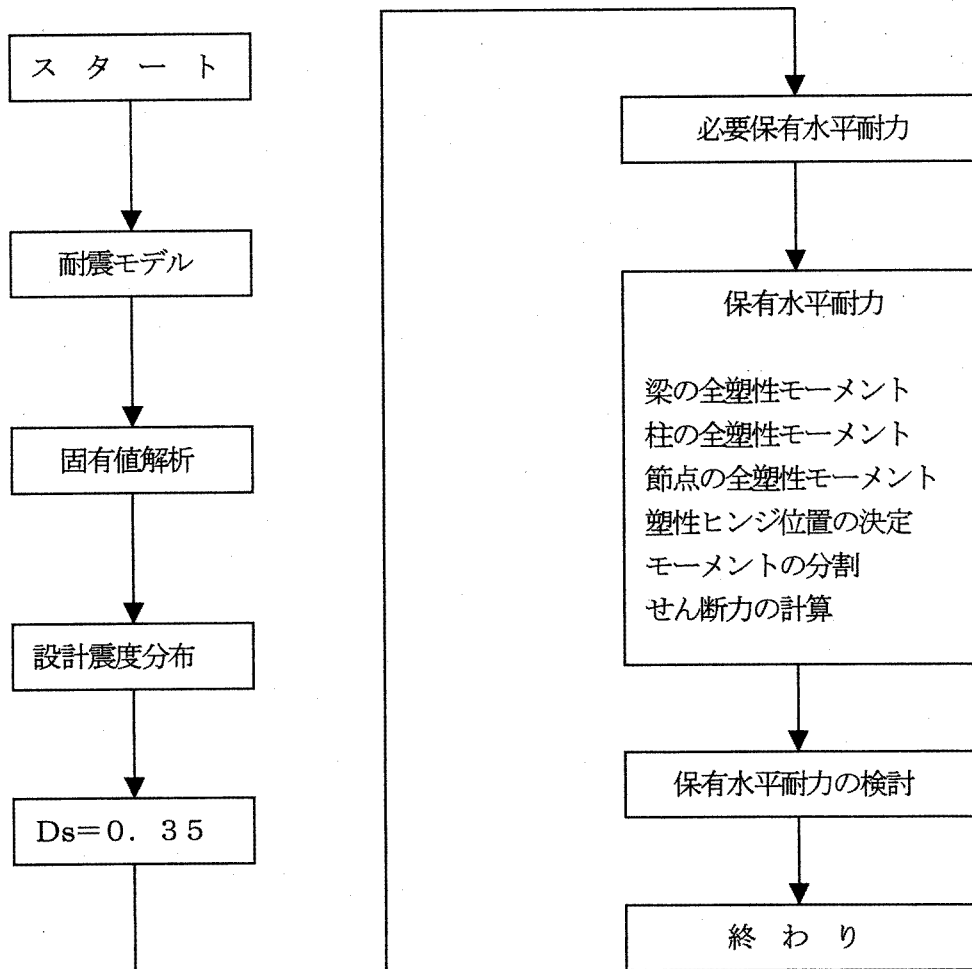 スタート
耐震モデル
固有値解析
設計震度分布
Ds＝０．３５
必要保有水平耐力
保有水平耐力
梁の全塑性モーメント
柱の全塑性モーメント
節点の全塑性モーメント
塑性ヒンジ位置の決定
モーメントの分割
せん断力の計算
保有水平耐力の検討
終わり